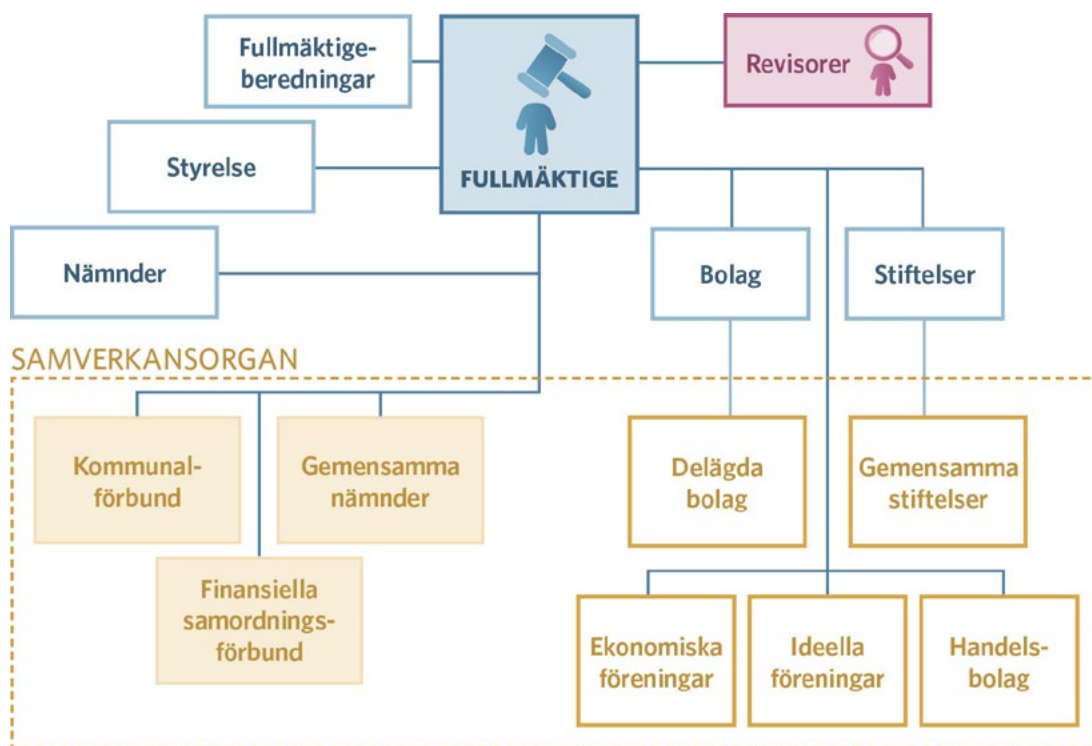 Fullmäktige-
beredningar
Revisorer
Styrelse
FULLMÄKTIGE
Nämnder
Bolag
Stiftelser
SAMVERKANSORGAN
Kommunal-
förbund
Gemensamma
nämnder
Delägda
bolag
Gemensamma
stiftelser
Finansiella
samordnings-
förbund
Ekonomiska
föreningar
Ideella
föreningar
Handels-
bolag